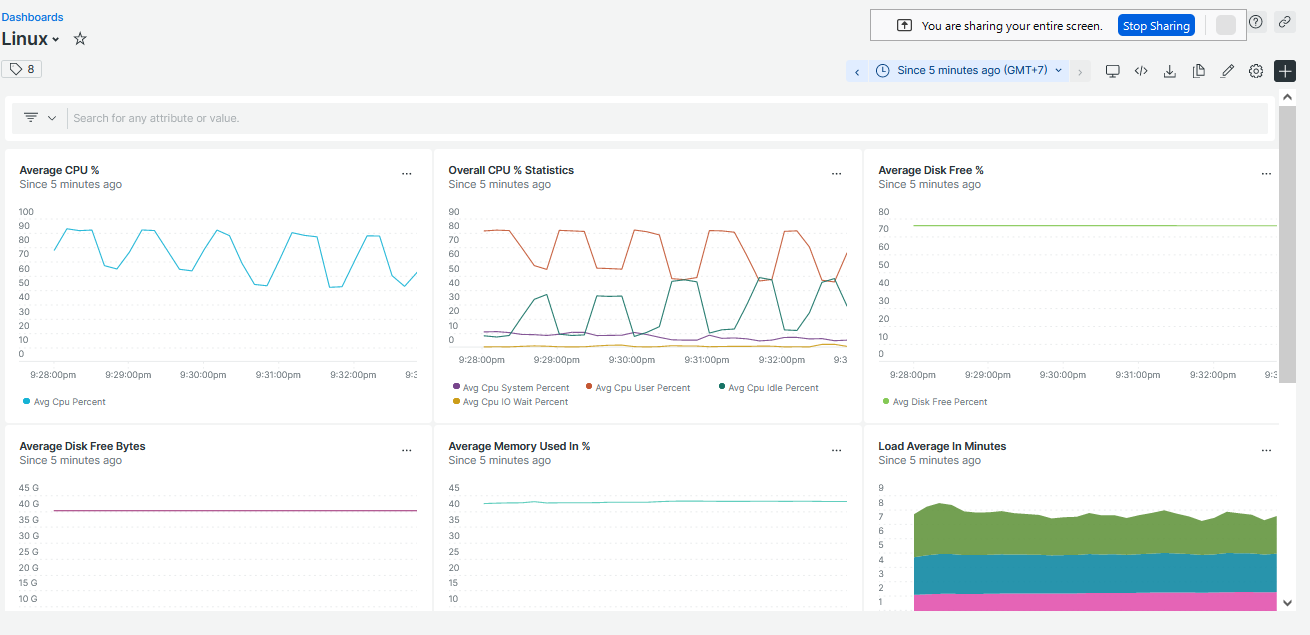 Dashboards
Linux
You are sharing your entire screen. Stop Sharing
8
Since 5 minutes ago (GMT+7)
Search for any attribute or value.
Average CPU %
Since 5 minutes ago
100
90
80
70
60
50
40
30
20
10
0
9:28:00pm 9:29:00pm 9:30:00pm 9:31:00pm 9:32:00pm 9:3
Avg Cpu Percent
Overall CPU % Statistics
Since 5 minutes ago
90
80
70
60
50
40
30
20
10
0
9:28:00pm 9:29:00pm 9:30:00pm 9:31:00pm 9:32:00pm 9:3
Avg Cpu System Percent Avg Cpu User Percent Avg Cpu Idle Percent
Avg Cpu IO Wait Percent
Average Disk Free %
Since 5 minutes ago
80
70
60
50
40
30
20
10
0
9:28:00pm 9:29:00pm 9:30:00pm 9:31:00pm 9:32:00pm 9:3
Avg Disk Free Percent
Average Disk Free Bytes
Since 5 minutes ago
45 G
40 G
35 G
30 G
25 G
20 G
15 G
10 G
Average Memory Used In %
Since 5 minutes ago
45
40
35
30
25
20
15
10
Load Average In Minutes
Since 5 minutes ago
9
8
7
6
5
4
3
2
1